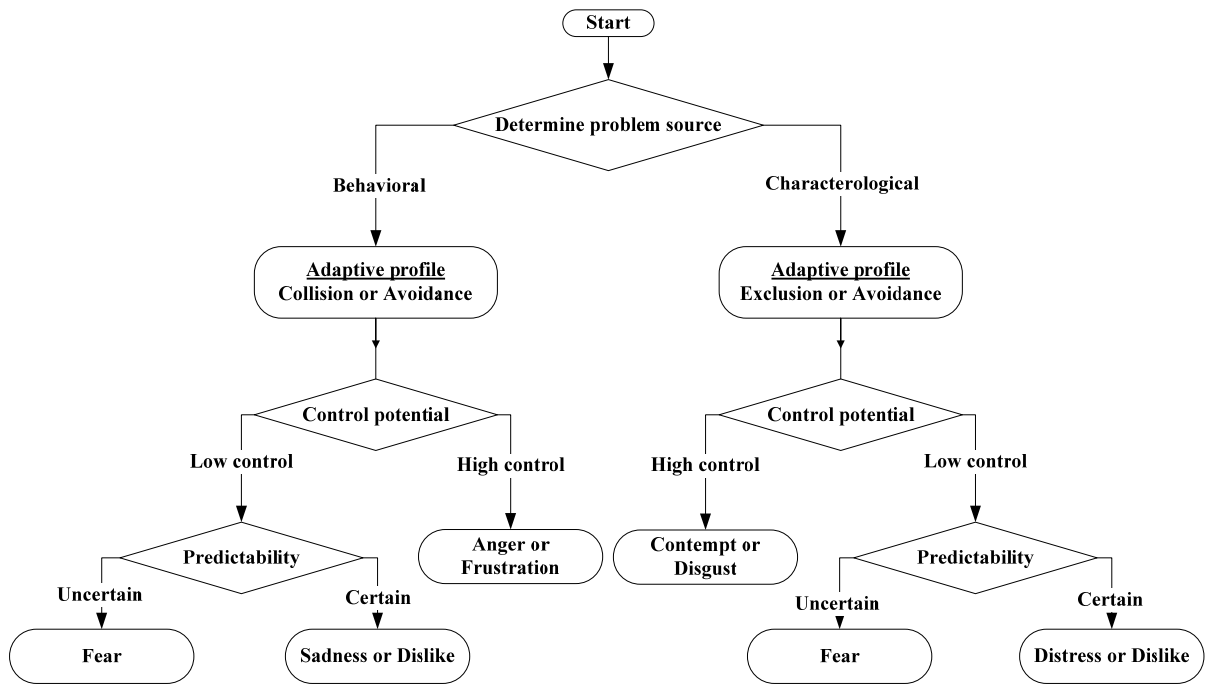 Start
Determine problem source
Behavioral
Characterological
Adaptive profile
Collision or Avoidance
Adaptive profile
Exclusion or Avoidance
Control potential
Control potential
Low control
High control
High control
Low control
Predictability
Anger or
Frustration
Contempt or
Disgust
Predictability
Uncertain
Certain
Uncertain
Certain
Fear
Sadness or Dislike
Fear
Distress or Dislike